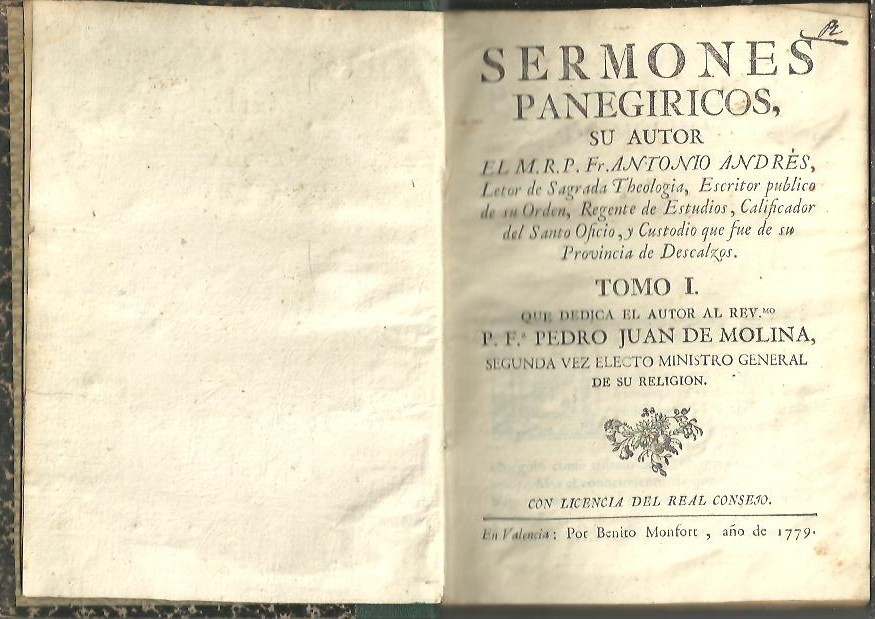 SERMONES
PANEGIRICOS,
SU AUTOR
EL M. R. P. Fr. ANTONIO ANDRÈS,
Letor de Sagrada Theologia, Escritor publico
de su Orden, Regente de Estudios, Calificador
del Santo Oficio, y Custodio que fue de su
Provincia de Descalzos.
TOMO I.
QUE DEDICA EL AUTOR AL REV.MO
P. F.R PEDRO JUAN DE MOLINA,
SEGUNDA VEZ ELECTO MINISTRO GENERAL
DE SU RELIGION.
CON LICENCIA DEL REAL CONSEJO.
En Valencia: Por Benito Monfort, año de 1779.